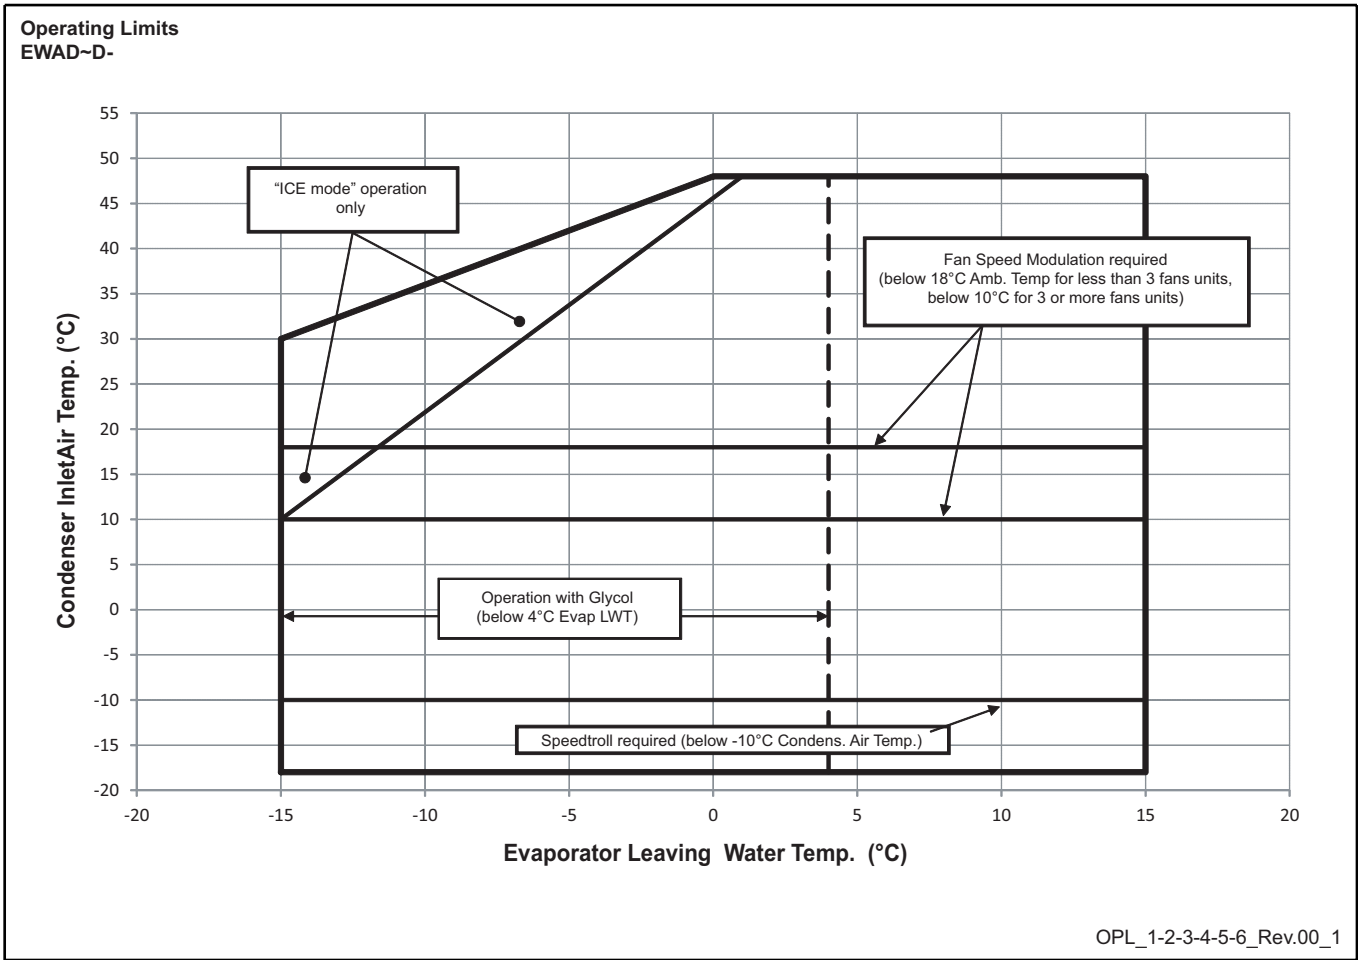 Operating Limits
EWAD~D-
55
50
45
40
35
30
25
20
15
10
5
0
-5
-10
-15
-20
-20
-15
-10
-5
0
5
10
15
20
Condenser InletAir Temp. (°C)
Evaporator Leaving Water Temp. (°C)
“ICE mode” operation
only
Fan Speed Modulation required
(below 18°C Amb. Temp for less than 3 fans units,
below 10°C for 3 or more fans units)
Operation with Glycol
(below 4°C Evap LWT)
Speedtroll required (below -10°C Condens. Air Temp.)
OPL_1-2-3-4-5-6_Rev.00_1